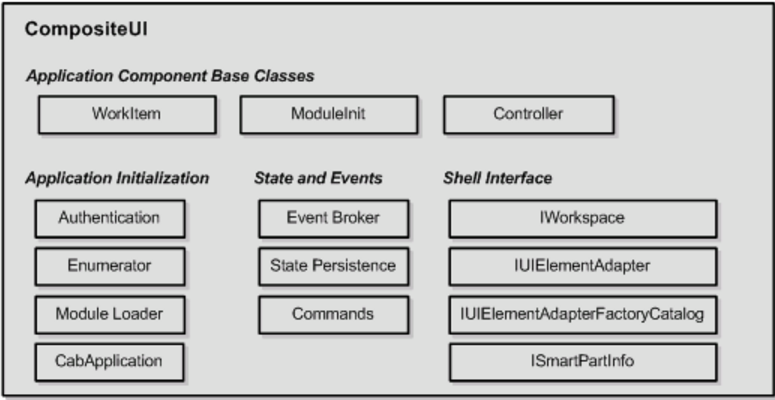 CompositeUI
Application Component Base Classes
WorkItem
ModuleInit
Controller
Application Initialization
Authentication
Enumerator
Module Loader
CabApplication
State and Events
Event Broker
State Persistence
Commands
Shell Interface
IWorkspace
IUIElementAdapter
IUIElementAdapterFactoryCatalog
ISmartPartInfo